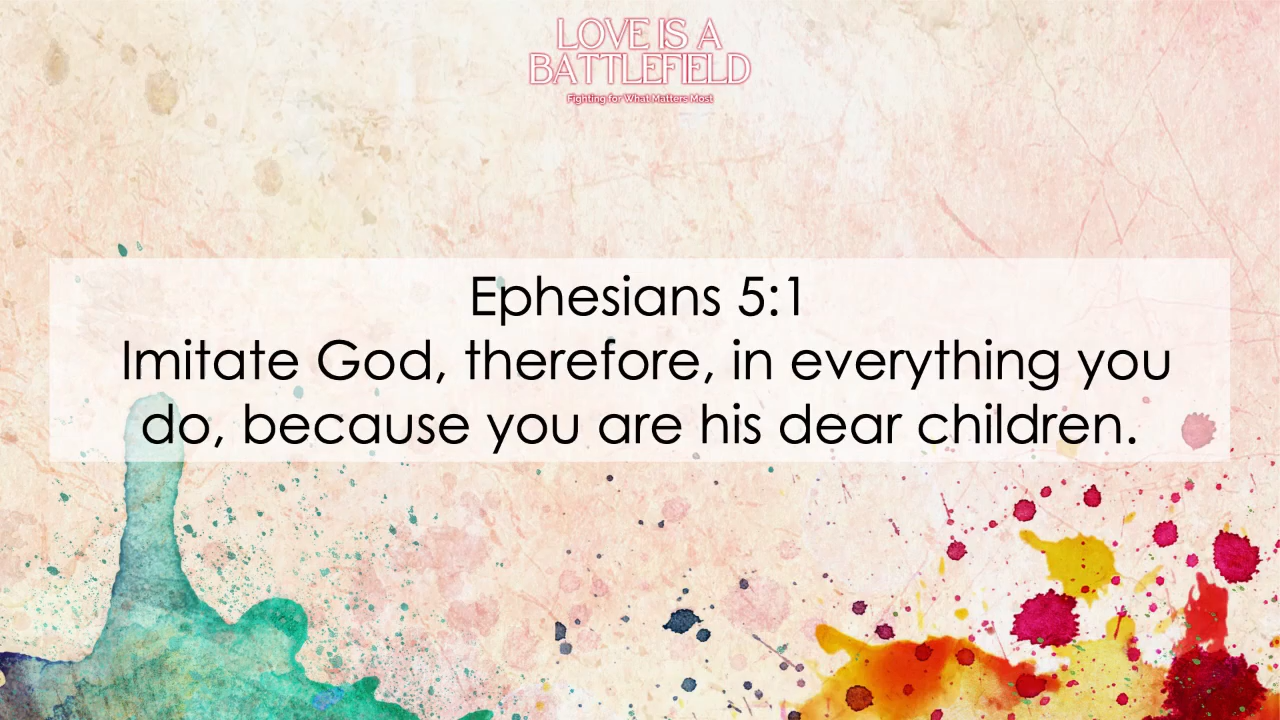 LOVE IS A
BATTLEFIELD
Fighting for What Matters Most
Ephesians 5:1
Imitate God, therefore, in everything you
do, because you are his dear children.